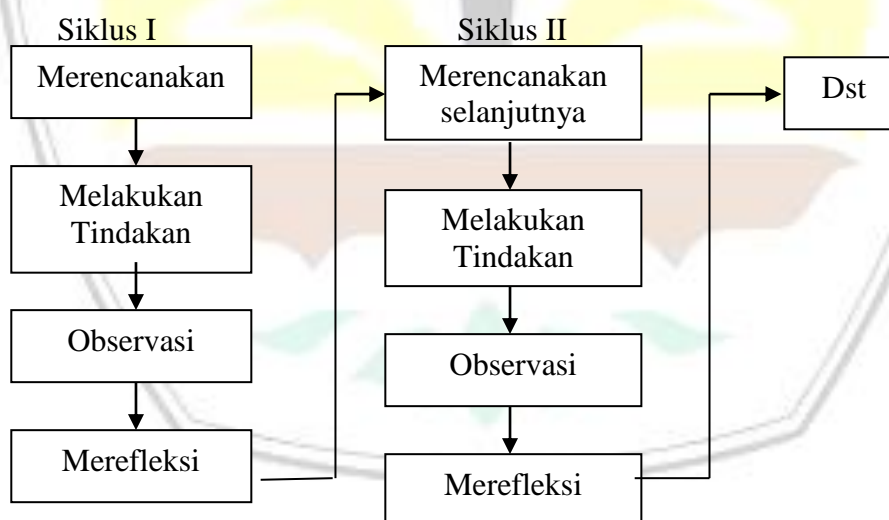 Siklus I
Merencanakan
Melakukan
Tindakan
Observasi
Merefleksi
Siklus II
Merencanakan
selanjutnya
Melakukan
Tindakan
Observasi
Merefleksi
Dst